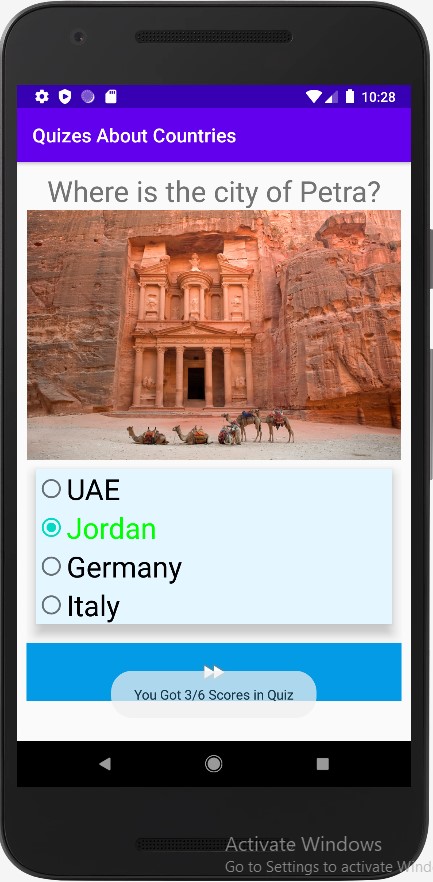 10:28
Quizes About Countries
Where is the city of Petra?
UAE
Jordan
Germany
Italy
You Got 3/6 Scores in Quiz
Activate Windows
Go to Settings to activate Wind